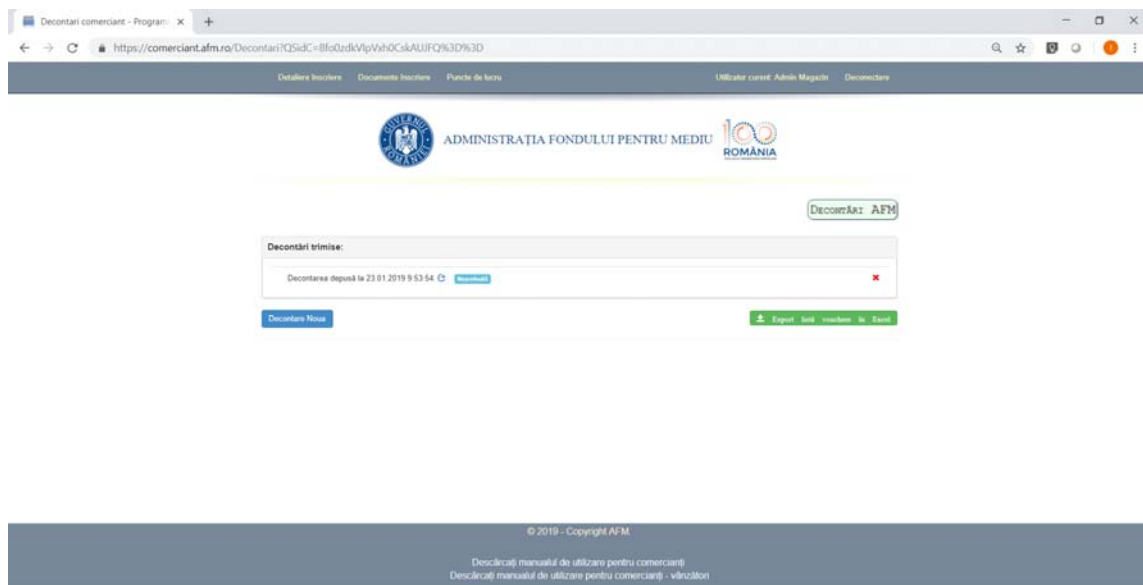 Decontari comerciant - Program
https://comerciant.afm.ro/Decontari?QSidC=8fo0zdkVlpVxh0CskAUJFQ%3D%3D
Detaliere Inscriere Documente Inscriere Puncte de lucru Utilizator curent: Admin Magazin Deconectare
GUVERNUL ROMÂNIEI
ADMINISTRAȚIA FONDULUI PENTRU MEDIU
ROMÂNIA
DECONTĂRI AFM
Decontări trimise:
Decontarea depusă la 23.01.2019 9:53:54
Decontare Noua
Export listă vouchere in Excel
© 2019 - Copyright AFM
Descărcați manualul de utilizare pentru comercianți
Descărcați manualul de utilizare pentru comercianți - vânzători